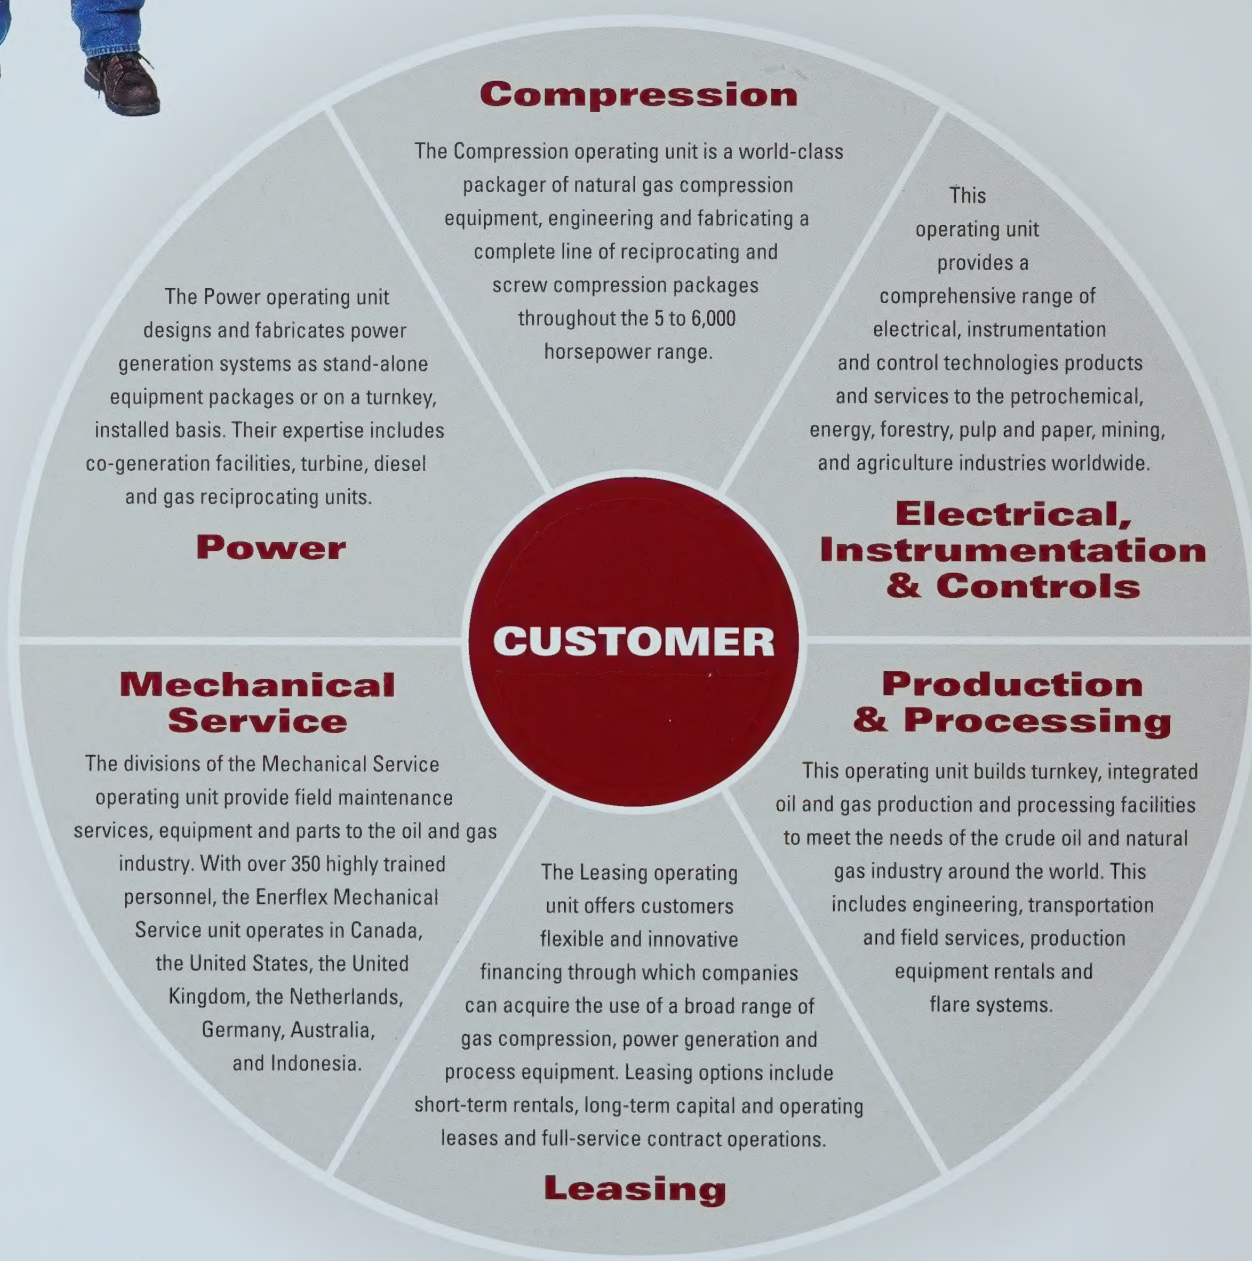 Compression
The Compression operating unit is a world-class
packager of natural gas compression
equipment, engineering and fabricating a
complete line of reciprocating and
screw compression packages
throughout the 5 to 6,000
horsepower range.
This
operating unit
provides a
comprehensive range of
electrical, instrumentation
and control technologies products
and services to the petrochemical,
energy, forestry, pulp and paper, mining,
and agriculture industries worldwide.
Electrical,
Instrumentation
& Controls
The Power operating unit
designs and fabricates power
generation systems as stand-alone
equipment packages or on a turnkey,
installed basis. Their expertise includes
co-generation facilities, turbine, diesel
and gas reciprocating units.
Power
CUSTOMER
Mechanical
Service
The divisions of the Mechanical Service
operating unit provide field maintenance
services, equipment and parts to the oil and gas
industry. With over 350 highly trained
personnel, the Enerflex Mechanical
Service unit operates in Canada,
the United States, the United
Kingdom, the Netherlands,
Germany, Australia,
and Indonesia.
Production
& Processing
This operating unit builds turnkey, integrated
oil and gas production and processing facilities
to meet the needs of the crude oil and natural
gas industry around the world. This
includes engineering, transportation
and field services, production
equipment rentals and
flare systems.
The Leasing operating
unit offers customers
flexible and innovative
financing through which companies
can acquire the use of a broad range of
gas compression, power generation and
process equipment. Leasing options include
short-term rentals, long-term capital and operating
leases and full-service contract operations.
Leasing